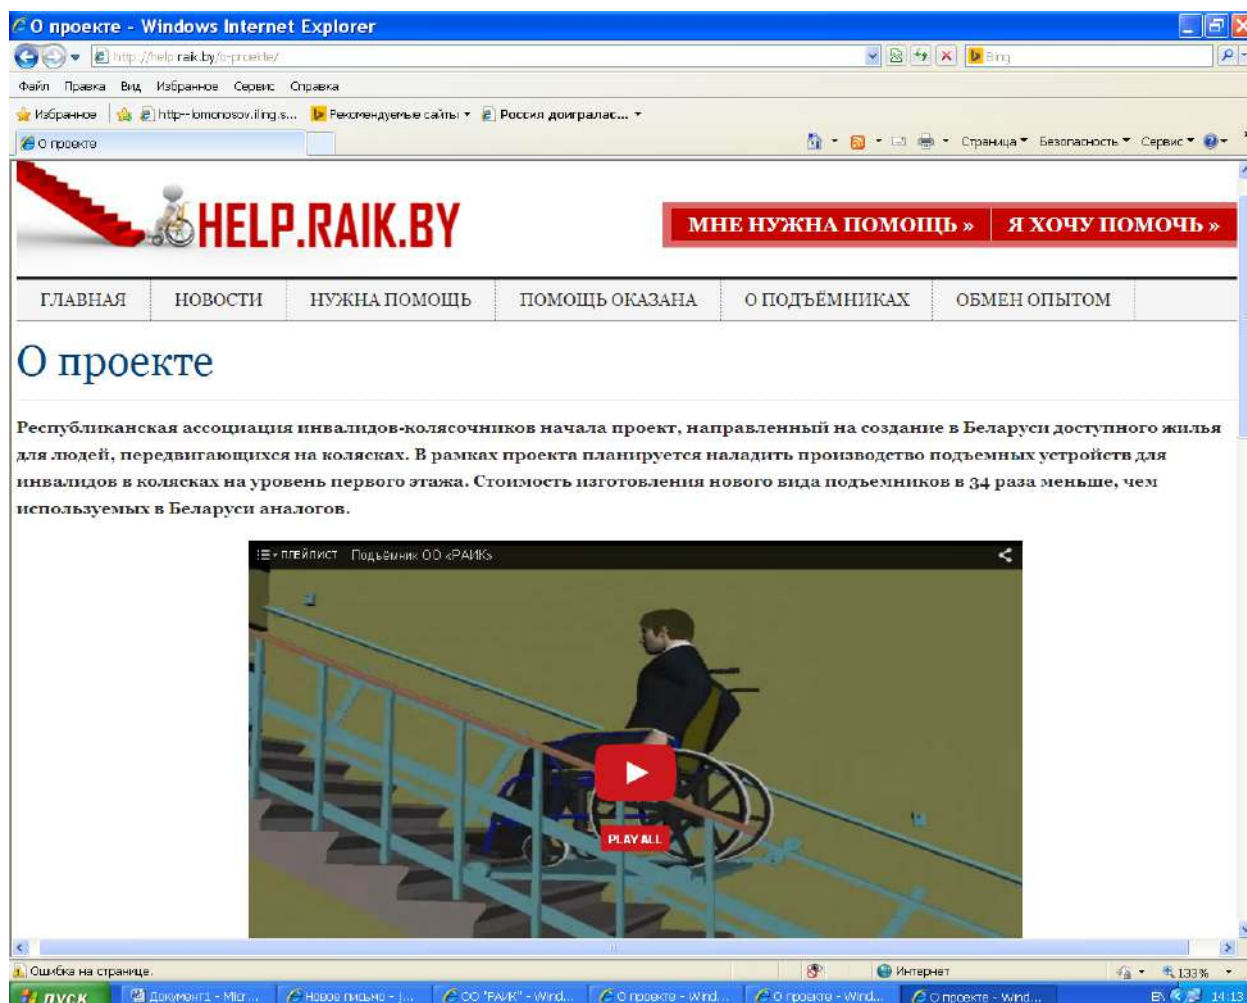 О проекте - Windows Internet Explorer
http://help.raik.by/o-proekte/
Bing
Файл Правка Вид Избранное Сервис Справка
Избранное http--lomonosov.iling.s... Рекомендуемые сайты Россия доигралас...
О проекте
Страница Безопасность Сервис
HELP.RAIK.BY
МНЕ НУЖНА ПОМОЩЬ » Я ХОЧУ ПОМОЧЬ »
ГЛАВНАЯ НОВОСТИ НУЖНА ПОМОЩЬ ПОМОЩЬ ОКАЗАНА О ПОДЪЁМНИКАХ ОБМЕН ОПЫТОМ
О проекте
Республиканская ассоциация инвалидов-колясочников начала проект, направленный на создание в Беларуси доступного жилья
для людей, передвигающихся на колясках. В рамках проекта планируется наладить производство подъемных устройств для
инвалидов в колясках на уровень первого этажа. Стоимость изготовления нового вида подъемников в 34 раза меньше, чем
используемых в Беларуси аналогов.
плейлист Подъёмник ОО «РАИК»
PLAY ALL
Ошибка на странице. Интернет 133%
пуск Документ1 - Micr... Новое письмо - j... ОО "РАИК" - Wind... О проекте - Wind... О проекте - Wind... О проекте - Wind... EN 14:13